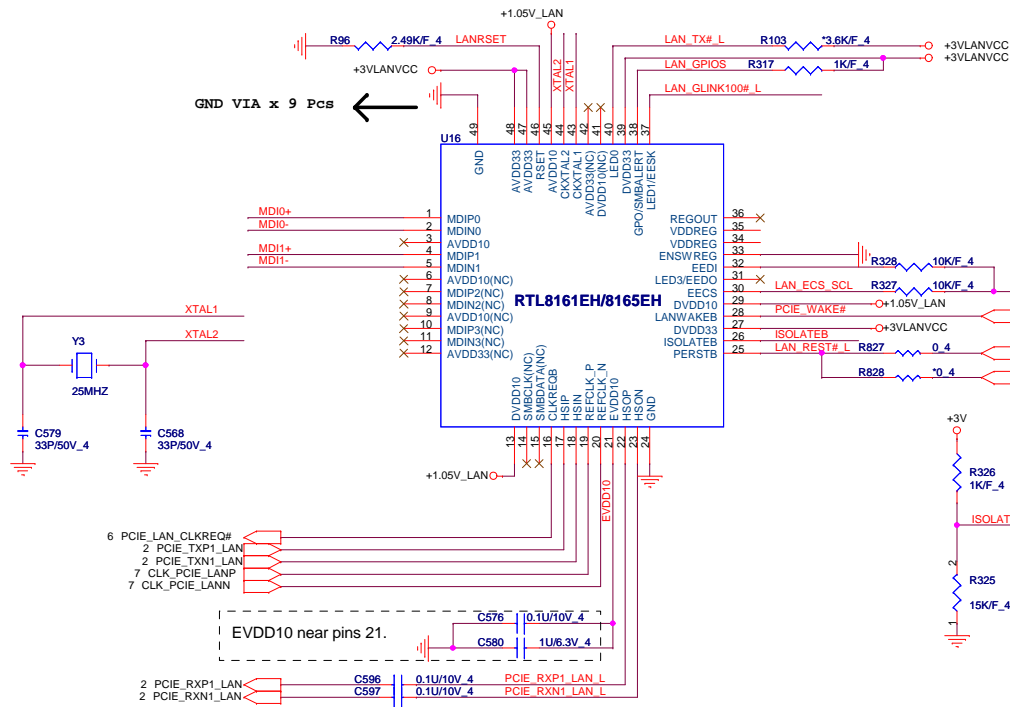 +1.05V_LAN
R96 2.49K/F_4 LANRSET
LAN_TX#_L R103 *3.6K/F_4 +3VLANVCC
+3VLANVCC
+3VLANVCC
XTAL2
XTAL1
LAN_GPIOS R317 1K/F_4
LAN_GLINK100#_L
GND VIA x 9 Pcs
49 48 47 46 45 44 43 42 41 40 39 38 37
U16
GND
AVDD33
AVDD33
RSET
AVDD10
CKXTAL2
CKXTAL1
AVDD33(NC)
DVDD10(NC)
LED0
DVDD33
GPO/SMBALERT
LED1/EESK
MDI0+ 1 MDIP0
MDI0- 2 MDIN0
3 AVDD10
MDI1+ 4 MDIP1
MDI1- 5 MDIN1
6 AVDD10(NC)
7 MDIP2(NC)
8 MDIN2(NC)
9 AVDD10(NC)
10 MDIP3(NC)
11 MDIN3(NC)
12 AVDD33(NC)
RTL8161EH/8165EH
REGOUT 36
VDDREG 35
VDDREG 34
ENSWREG 33
EEDI 32 R328 10K/F_4
LED3/EEDO 31
EECS 30 LAN_ECS_SCL R327 10K/F_4
DVDD10 29 +1.05V_LAN
LANWAKEB 28 PCIE_WAKE#
DVDD33 27 +3VLANVCC
ISOLATEB 26 ISOLATEB
PERSTB 25 LAN_REST#_L R827 0_4
R828 *0_4
XTAL1
XTAL2
Y3
25MHZ
C579
33P/50V_4
C568
33P/50V_4
DVDD10
SMBCLK(NC)
SMBDATA(NC)
CLKREQB
HSIP
HSIN
REFCLK_P
REFCLK_N
EVDD10
HSOP
HSON
GND
13 14 15 16 17 18 19 20 21 22 23 24
+1.05V_LAN
EVDD10
+3V
R326
1K/F_4
ISOLAT
2
R325
15K/F_4
1
6 PCIE_LAN_CLKREQ#
2 PCIE_TXP1_LAN
2 PCIE_TXN1_LAN
7 CLK_PCIE_LANP
7 CLK_PCIE_LANN
EVDD10 near pins 21.
C576 0.1U/10V_4
C580 1U/6.3V_4
2 PCIE_RXP1_LAN C596 0.1U/10V_4 PCIE_RXP1_LAN_L
2 PCIE_RXN1_LAN C597 0.1U/10V_4 PCIE_RXN1_LAN_L